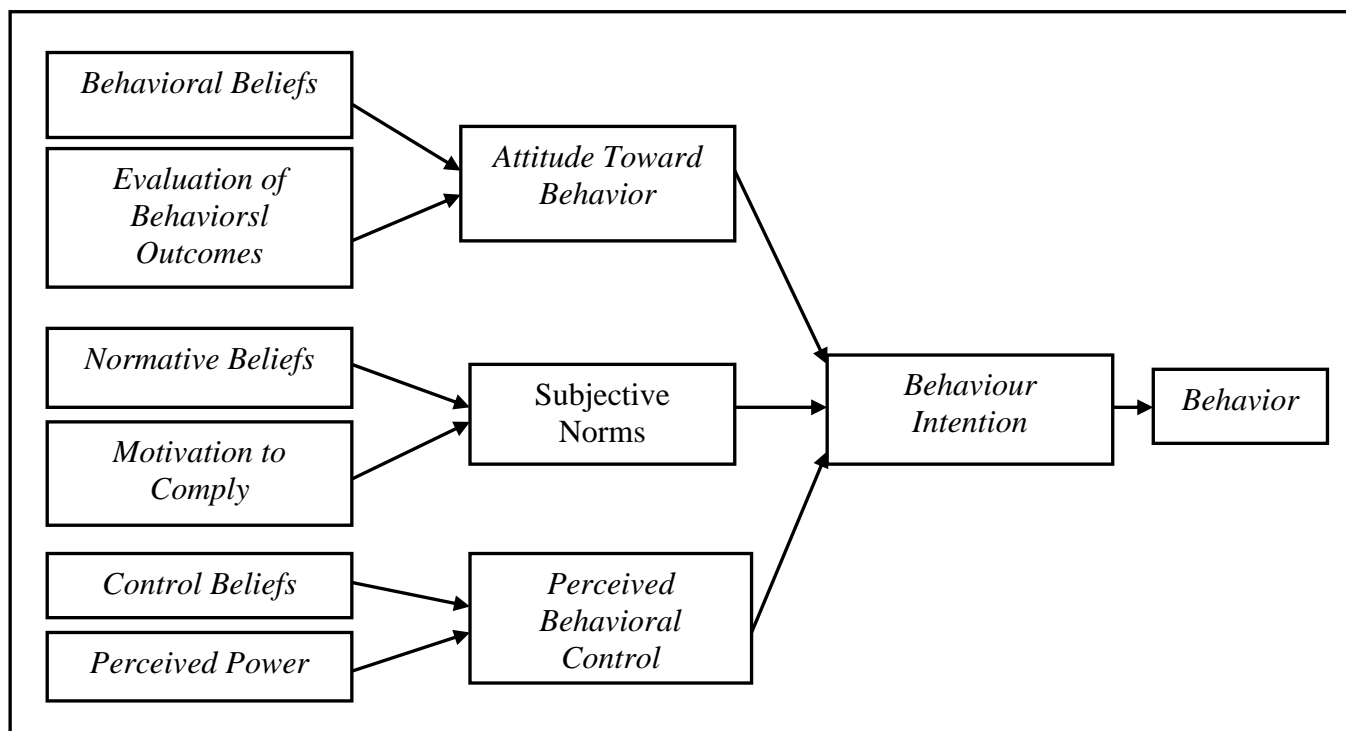 Behavioral Beliefs
Evaluation of
Behaviorsl
Outcomes
Attitude Toward
Behavior
Normative Beliefs
Motivation to
Comply
Subjective
Norms
Control Beliefs
Perceived Power
Perceived
Behavioral
Control
Behaviour
Intention
Behavior